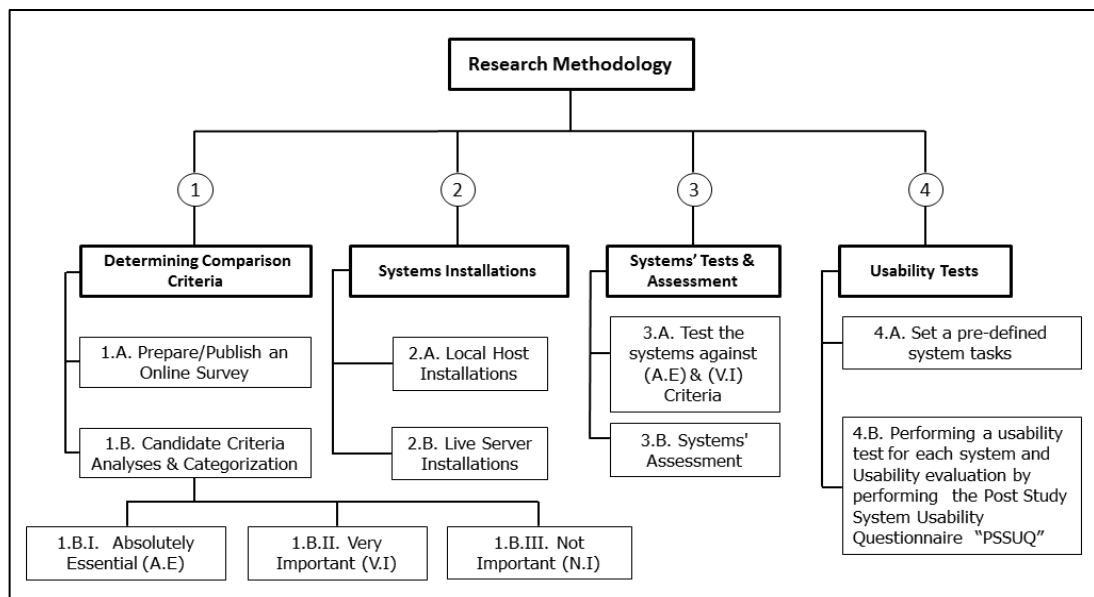 Research Methodology
1
2
3
4
Determining Comparison
Criteria
Systems Installations
Systems' Tests &
Assessment
Usability Tests
1.A. Prepare/Publish an
Online Survey
1.B. Candidate Criteria
Analyses & Categorization
1.B.I. Absolutely
Essential (A.E)
1.B.II. Very
Important (V.I)
1.B.III. Not
Important (N.I)
2.A. Local Host
Installations
2.B. Live Server
Installations
3.A. Test the
systems against
(A.E) & (V.I)
Criteria
3.B. Systems'
Assessment
4.A. Set a pre-defined
system tasks
4.B. Performing a usability
test for each system and
Usability evaluation by
performing the Post Study
System Usability
Questionnaire "PSSUQ"